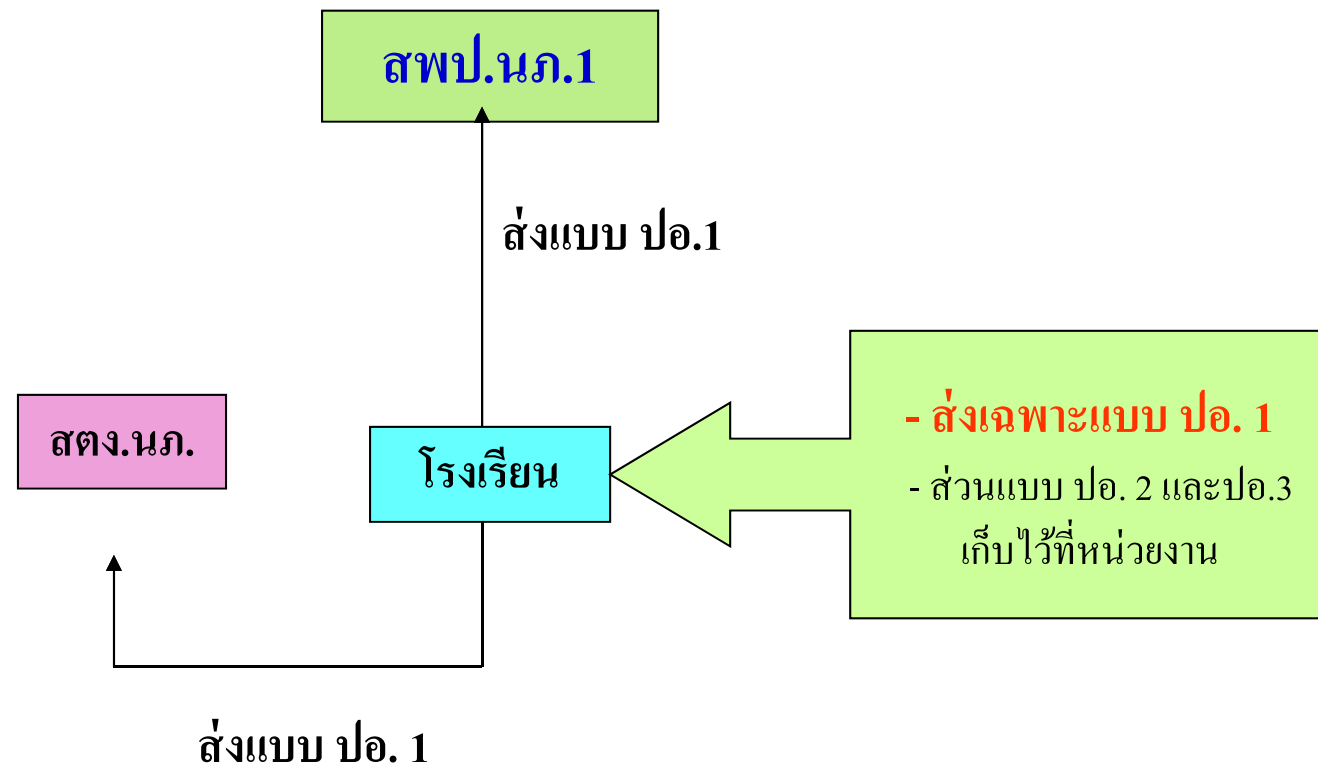 สพป.นภ.1
ส่งแบบ ปอ.1
สตง.นภ.
โรงเรียน
- ส่งเฉพาะแบบ ปอ. 1
- ส่วนแบบ ปอ. 2 และปอ.3
เก็บไว้ที่หน่วยงาน
ส่งแบบ ปอ. 1